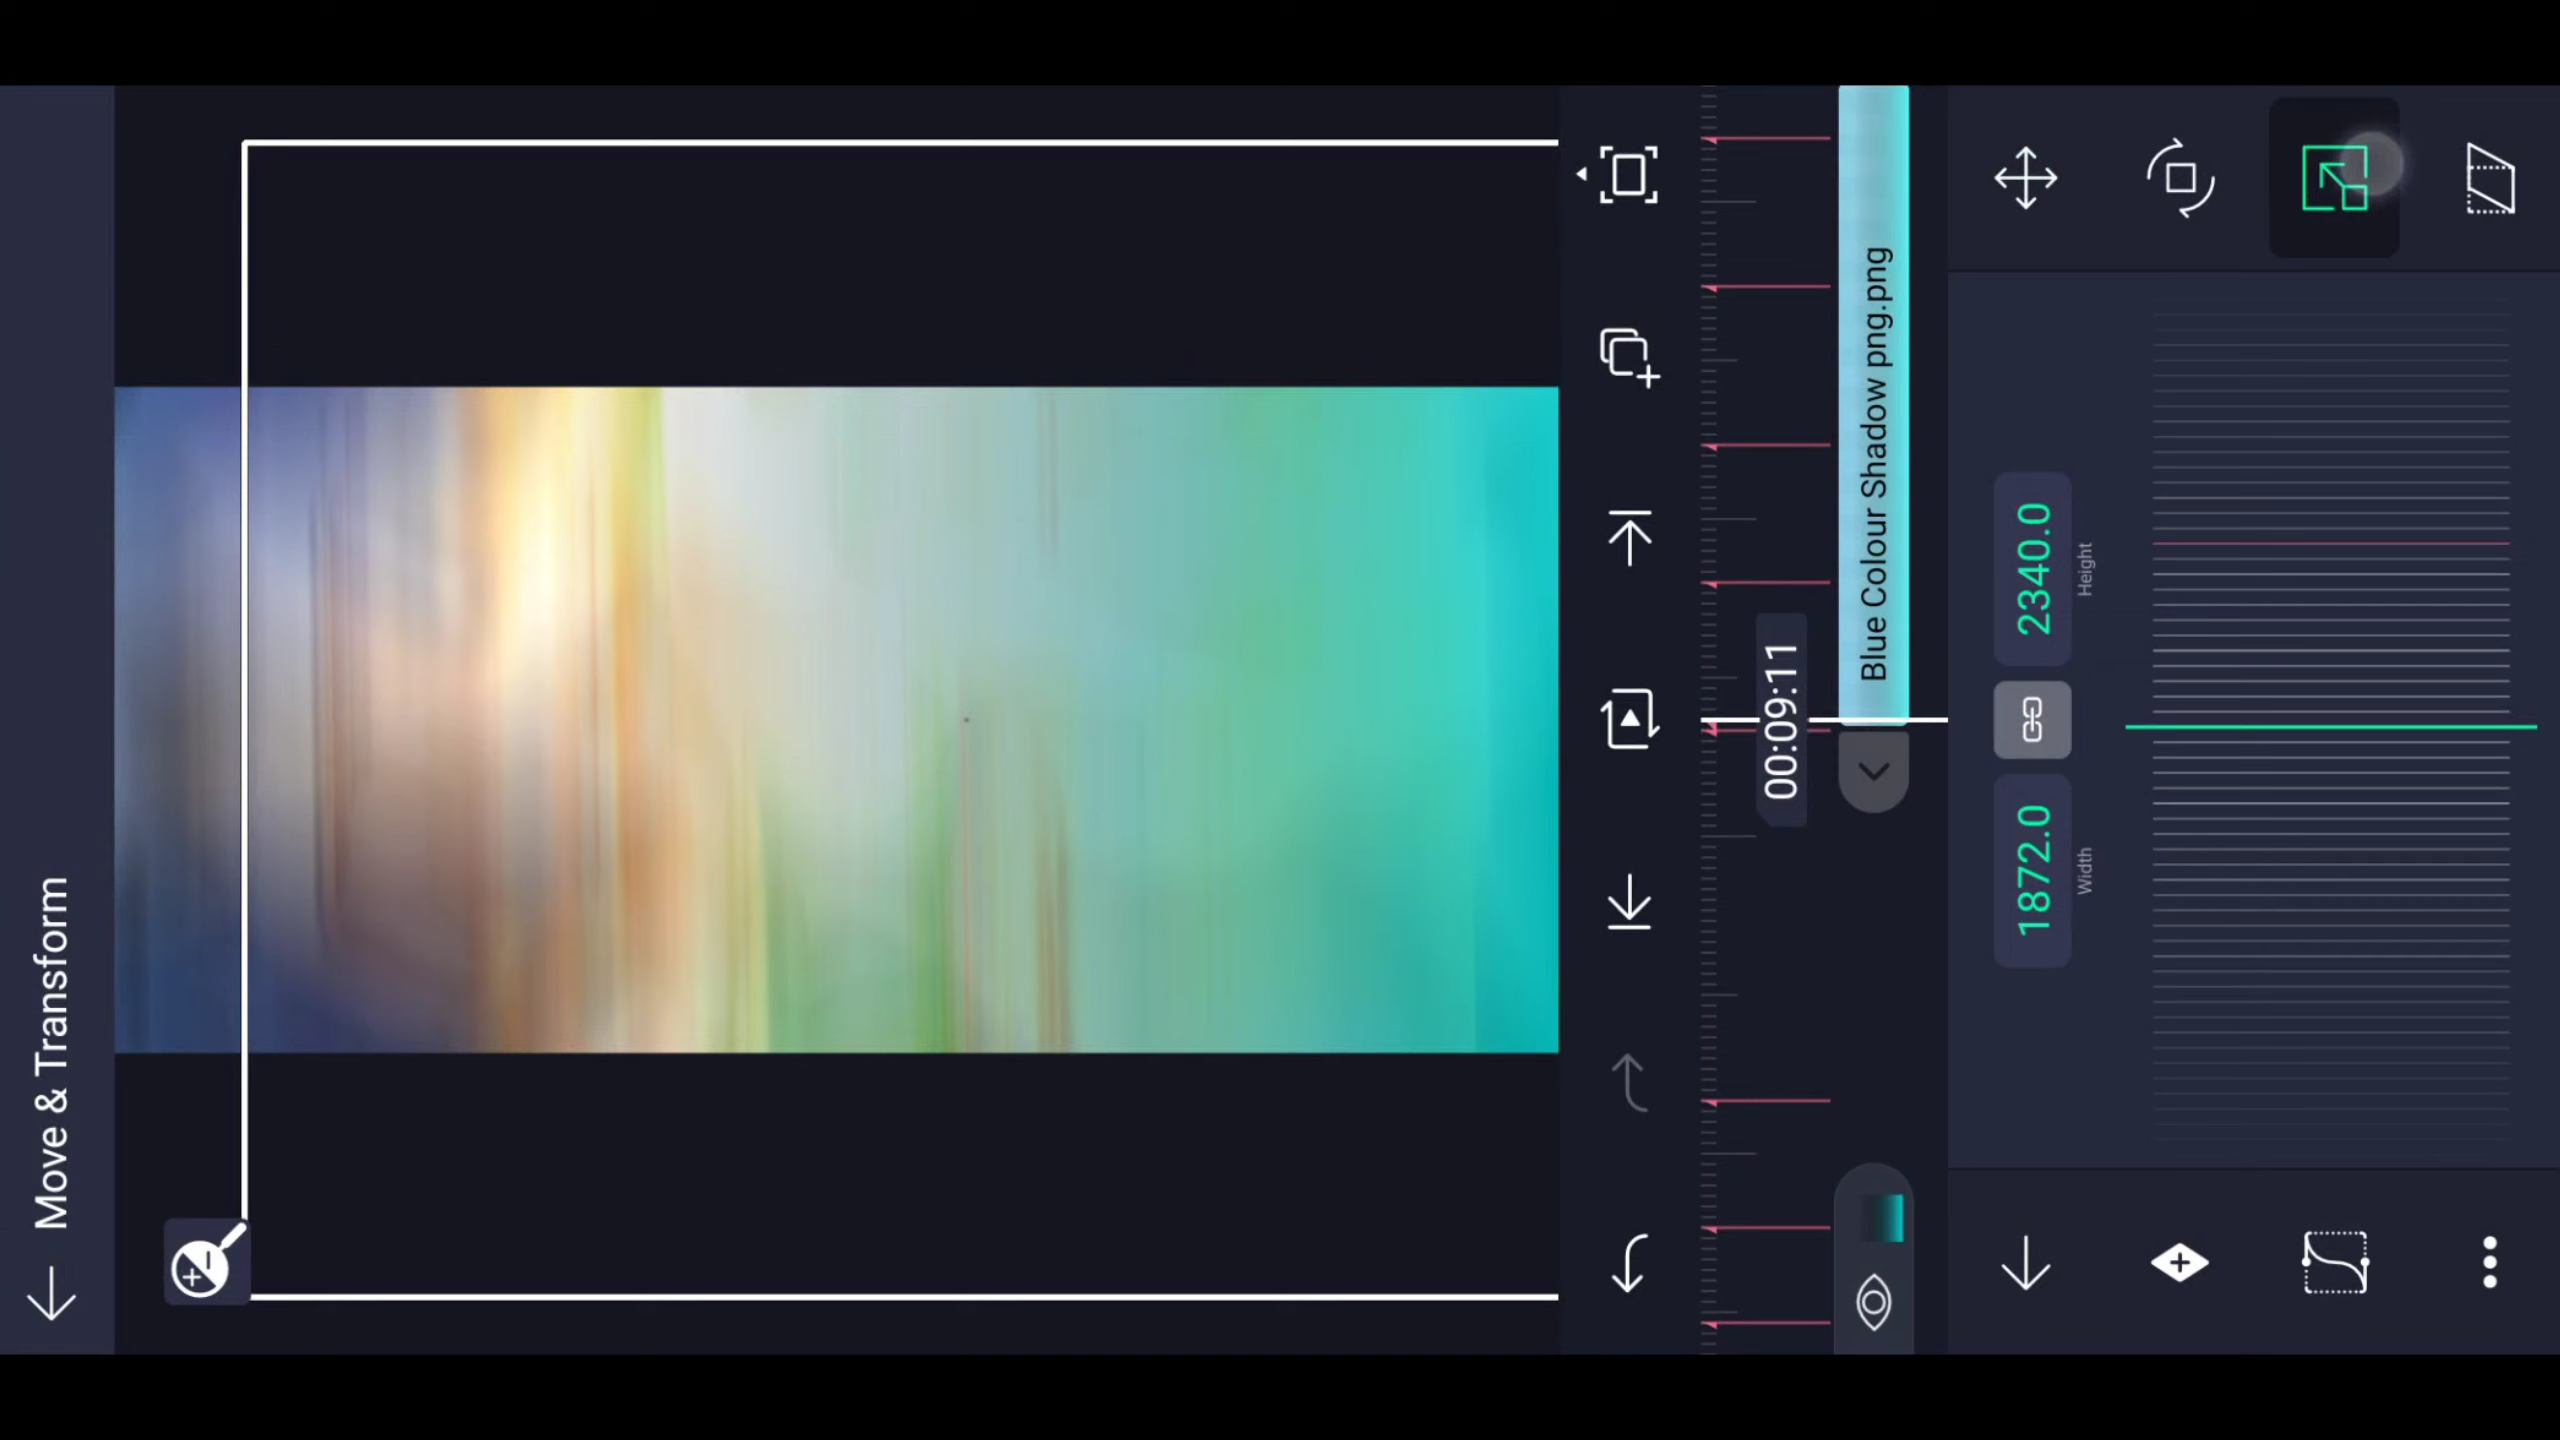 Move & Transform
00:09:11
Blue Colour Shadow png.png
1872.0
Width
2340.0
Height